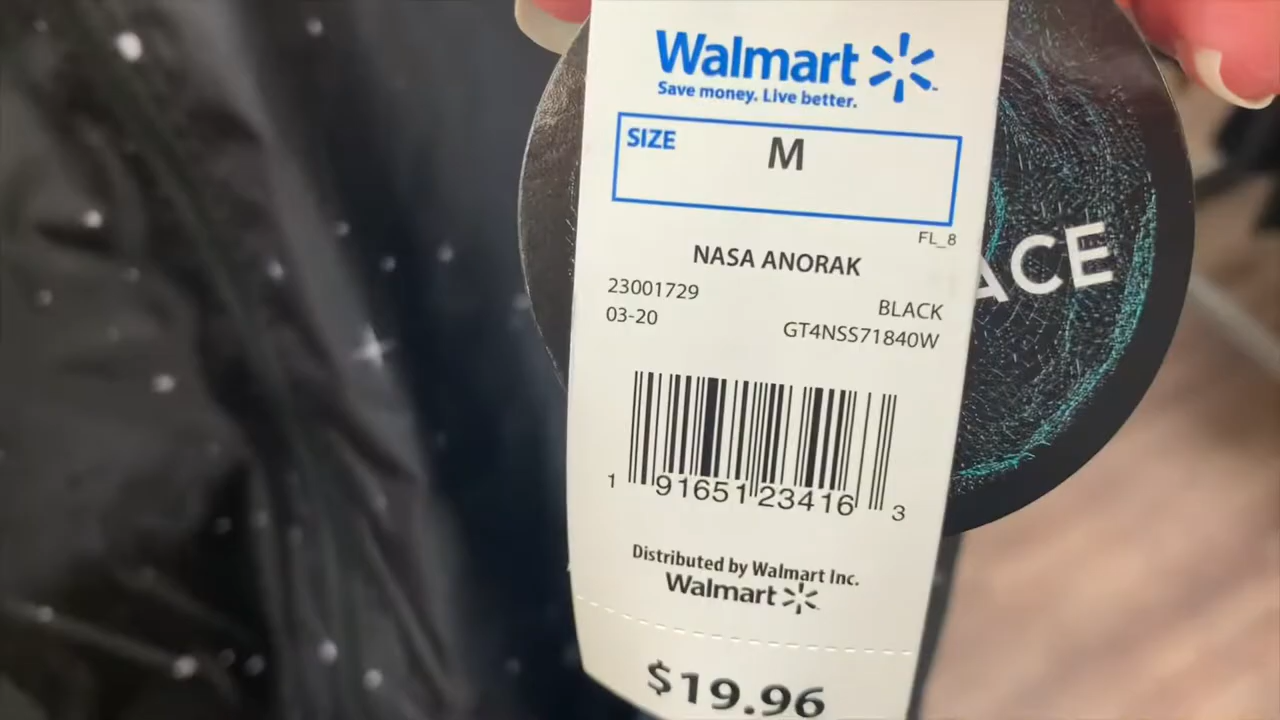 Walmart
Save money. Live better.
SIZE M
FL_8
NASA ANORAK
23001729
BLACK
03-20
GT4NSS71840W
1 91651 23416 3
Distributed by Walmart Inc.
Walmart
$19.96
ACE